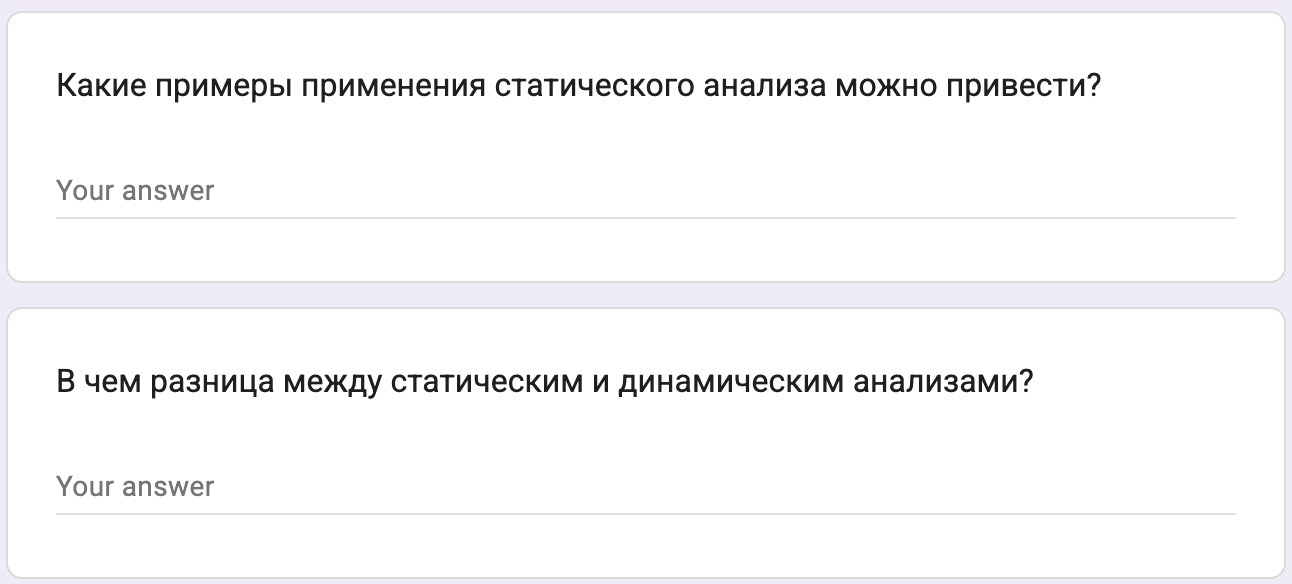 Какие примеры применения статического анализа можно привести?
Your answer
В чем разница между статическим и динамическим анализами?
Your answer